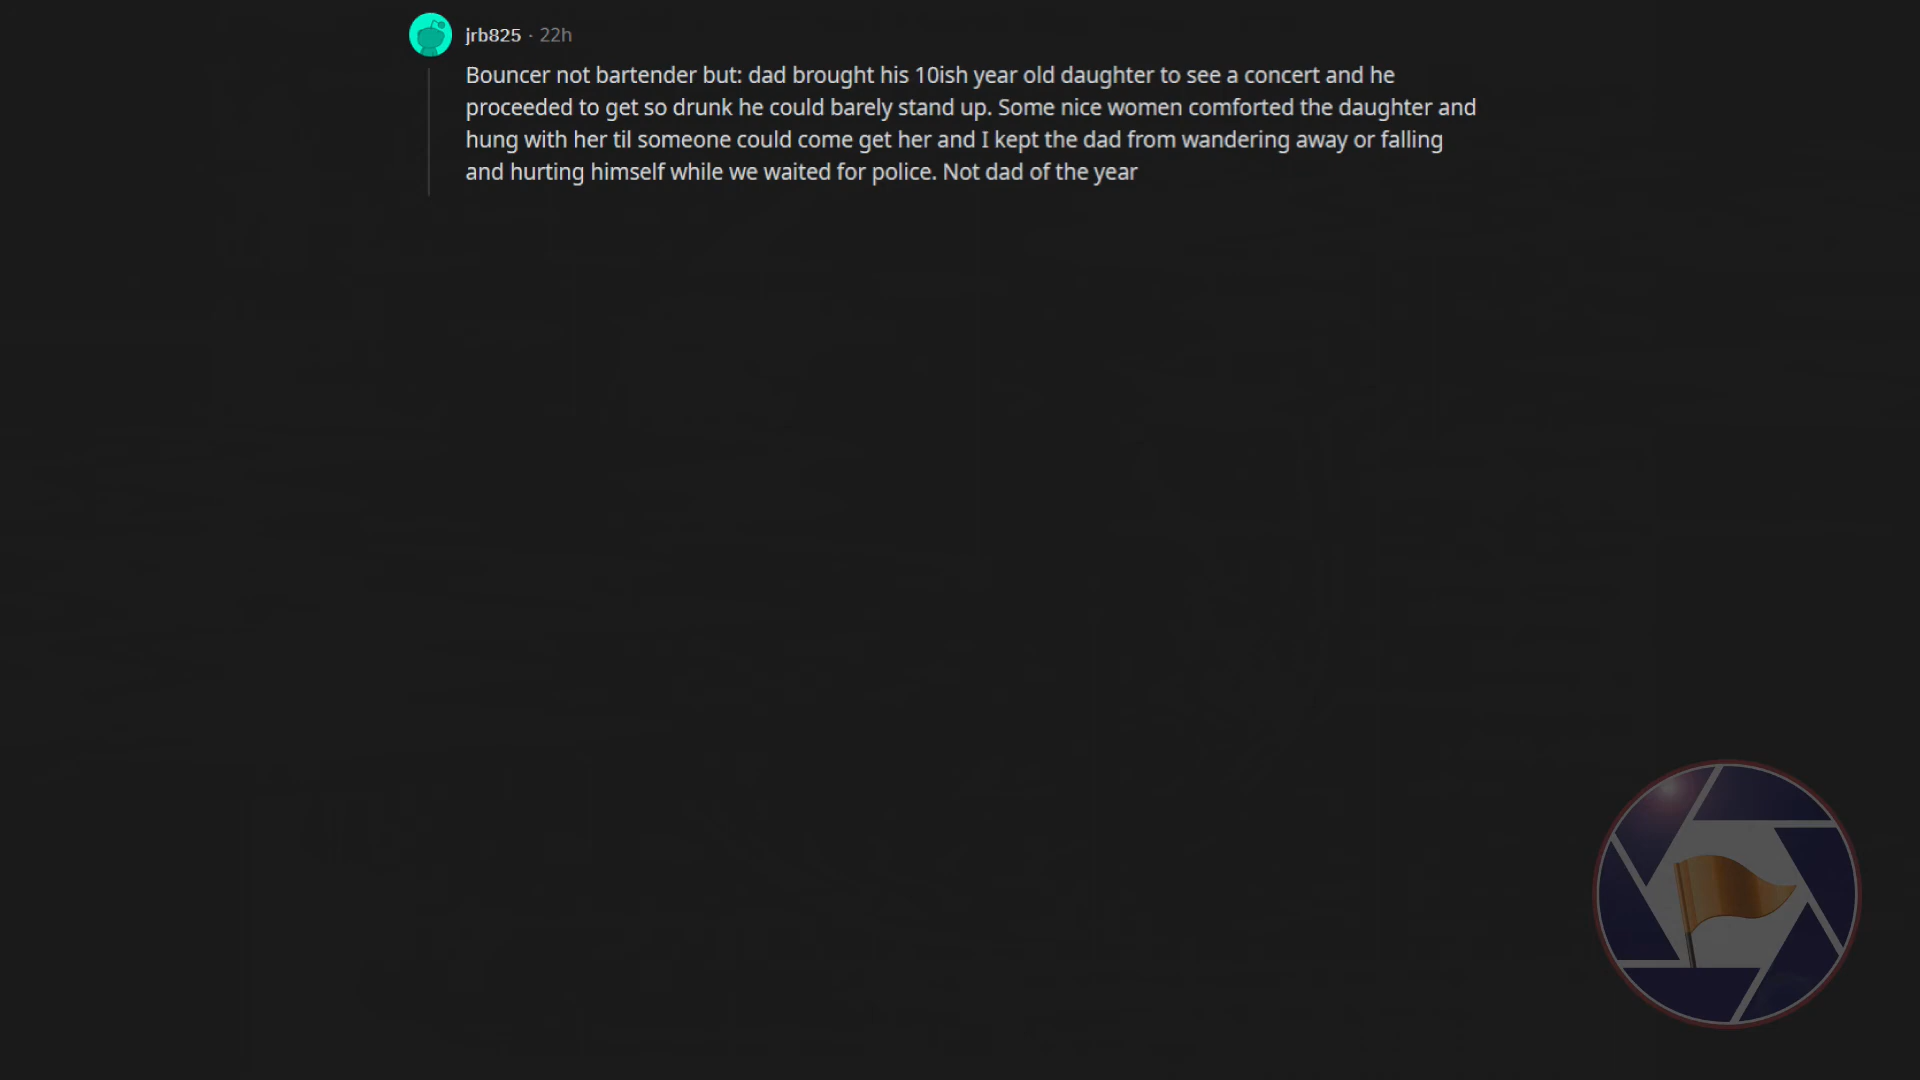 jrb825 · 22h
Bouncer not bartender but: dad brought his 10ish year old daughter to see a concert and he
proceeded to get so drunk he could barely stand up. Some nice women comforted the daughter and
hung with her til someone could come get her and I kept the dad from wandering away or falling
and hurting himself while we waited for police. Not dad of the year